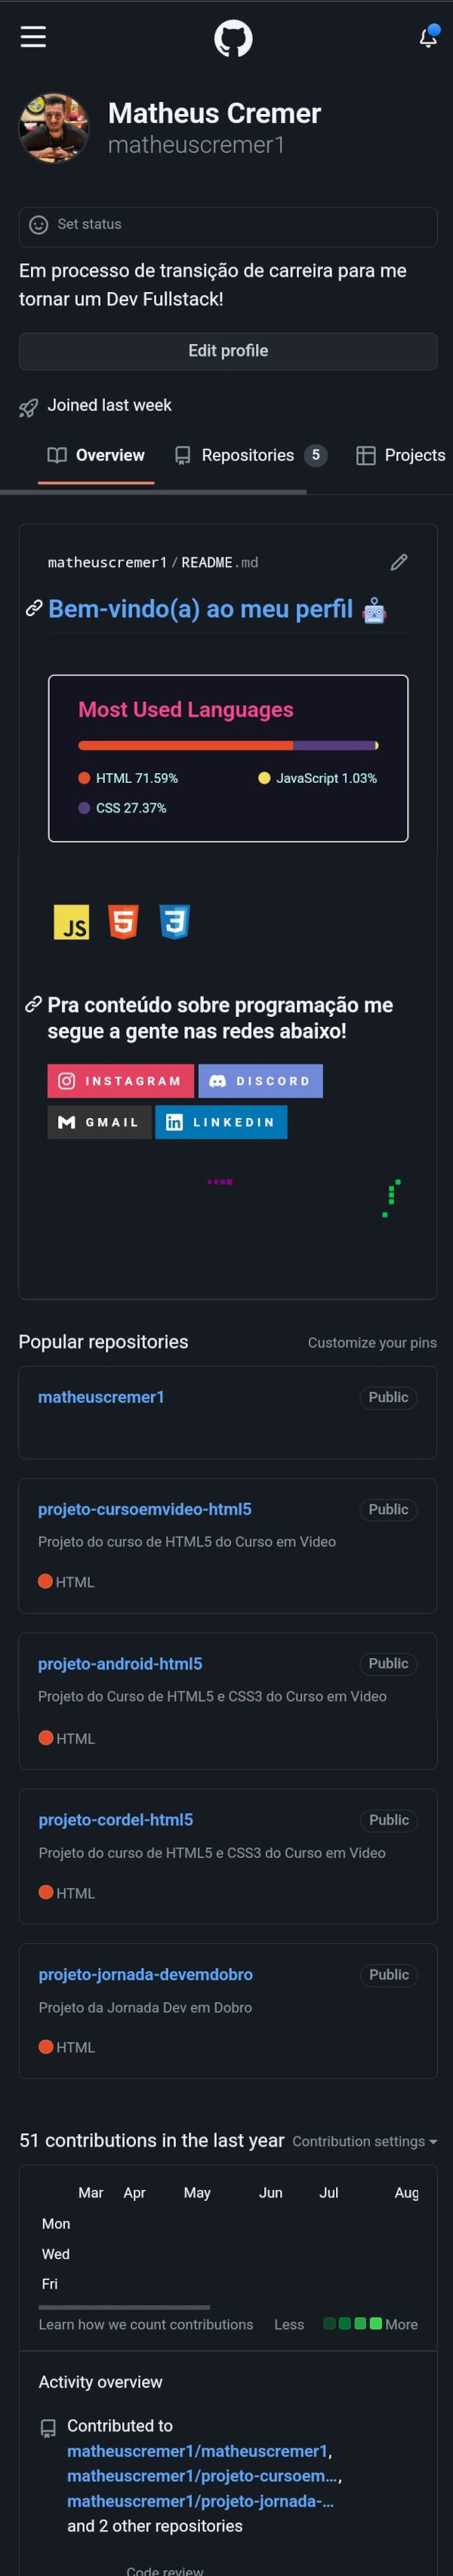 Matheus Cremer
matheuscremer1
Set status
Em processo de transição de carreira para me
tornar um Dev Fullstack!
Edit profile
Joined last week
Overview Repositories 5 Projects
matheuscremer1 / README.md
Bem-vindo(a) ao meu perfil
Most Used Languages
HTML 71.59% JavaScript 1.03%
CSS 27.37%
JS 5 3
Pra conteúdo sobre programação me
segue a gente nas redes abaixo!
INSTAGRAM DISCORD
GMAIL LINKEDIN
Popular repositories Customize your pins
matheuscremer1 Public
projeto-cursoemvideo-html5 Public
Projeto do curso de HTML5 do Curso em Video
HTML
projeto-android-html5 Public
Projeto do Curso de HTML5 e CSS3 do Curso em Video
HTML
projeto-cordel-html5 Public
Projeto do curso de HTML5 e CSS3 do Curso em Video
HTML
projeto-jornada-devemdobro Public
Projeto da Jornada Dev em Dobro
HTML
51 contributions in the last year Contribution settings
Mar Apr May Jun Jul Aug
Mon
Wed
Fri
Learn how we count contributions Less More
Activity overview
Contributed to
matheuscremer1/matheuscremer1,
matheuscremer1/projeto-cursoem…,
matheuscremer1/projeto-jornada-…
and 2 other repositories
Code review